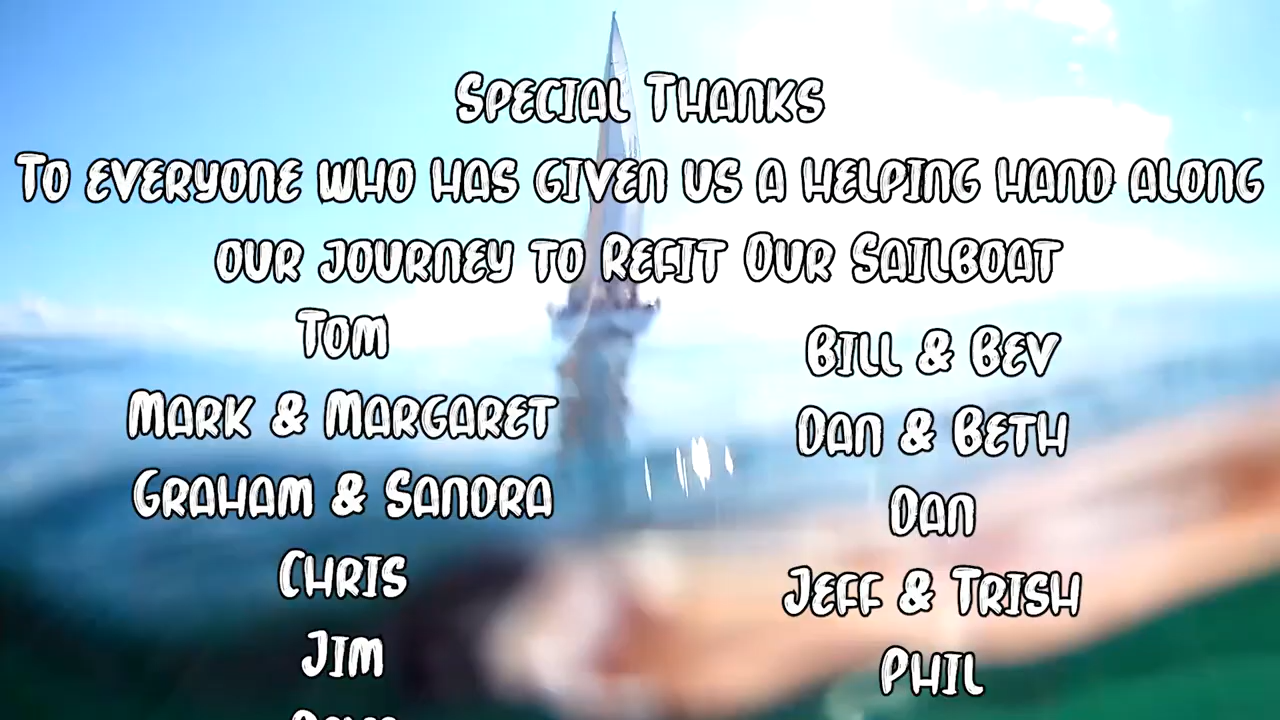 Special Thanks
To everyone who has given us a helping hand along
our journey to Refit Our Sailboat
Tom
Mark & Margaret
Graham & Sandra
Chris
Jim
Bill & Bev
Dan & Beth
Dan
Jeff & Trish
Phil